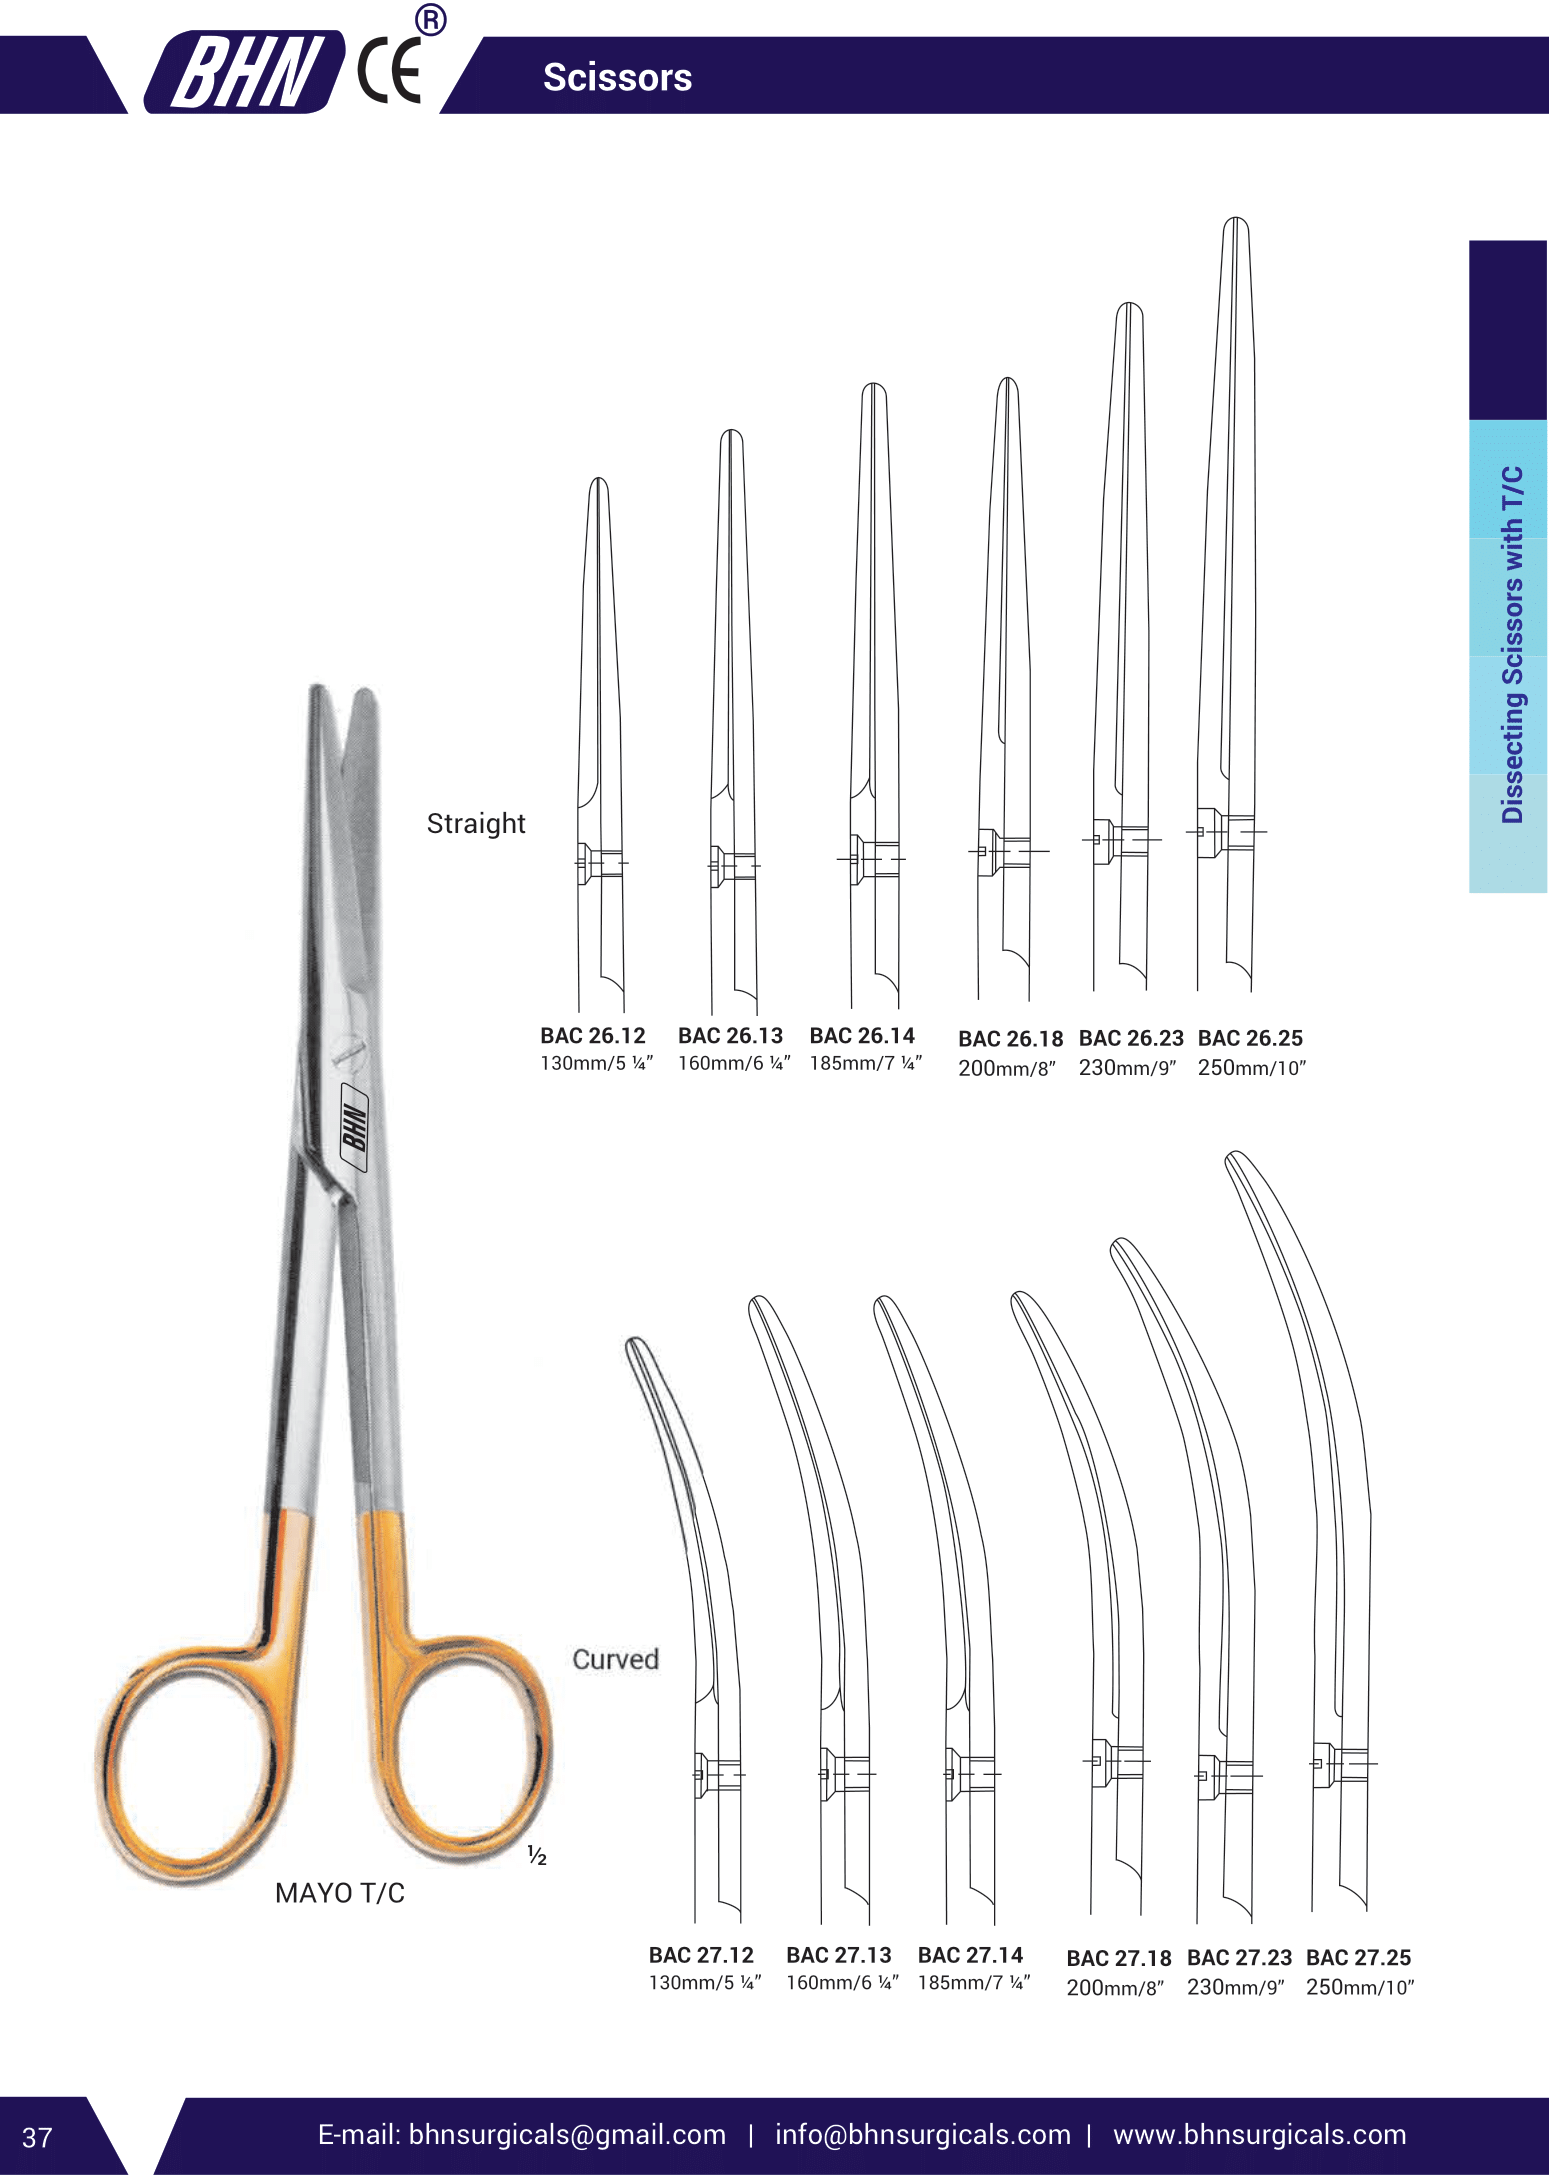 BHN CE ®
Scissors
Dissecting Scissors with T/C
Straight
BAC 26.12 BAC 26.13 BAC 26.14 BAC 26.18 BAC 26.23 BAC 26.25
130mm/5 ¼” 160mm/6 ¼” 185mm/7 ¼” 200mm/8” 230mm/9” 250mm/10”
BHN
Curved
½
MAYO T/C
BAC 27.12 BAC 27.13 BAC 27.14 BAC 27.18 BAC 27.23 BAC 27.25
130mm/5 ¼” 160mm/6 ¼” 185mm/7 ¼” 200mm/8” 230mm/9” 250mm/10”
37
E-mail: bhnsurgicals@gmail.com | info@bhnsurgicals.com | www.bhnsurgicals.com